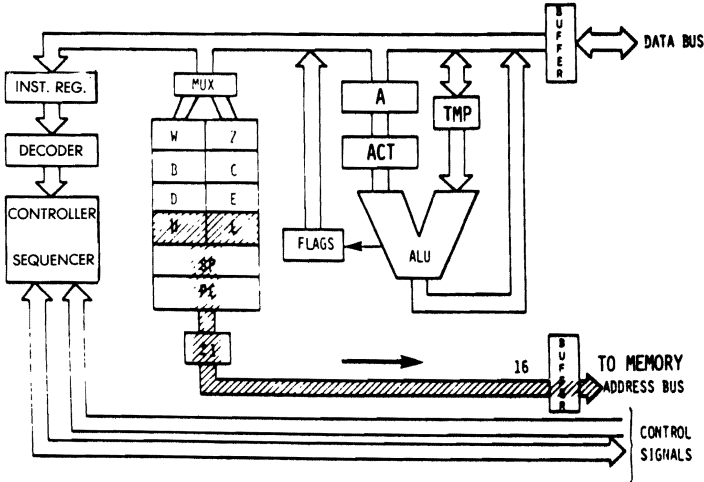 BUFFER
DATA BUS
INST. REG.
MUX
A
TMP
W Z
DECODER
ACT
B C
D E
CONTROLLER
SEQUENCER
H L
FLAGS
ALU
SP
PC
16
BUFFER
TO MEMORY
ADDRESS BUS
CONTROL
SIGNALS